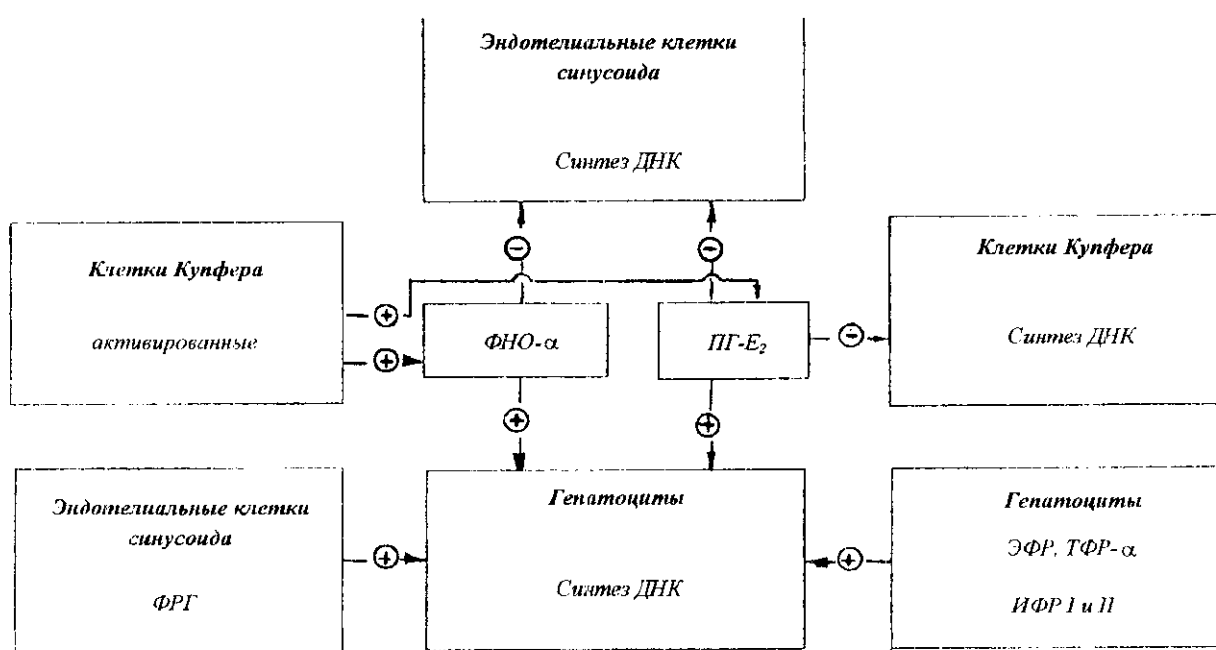 Эндотелиальные клетки
синусоида
Синтез ДНК
Клетки Купфера
активированные
ФНО-α
ПГ-Е₂
Клетки Купфера
Синтез ДНК
Эндотелиальные клетки
синусоида
ФРГ
Гепатоциты
Синтез ДНК
Гепатоциты
ЭФР, ТФР-α
ИФР I и II